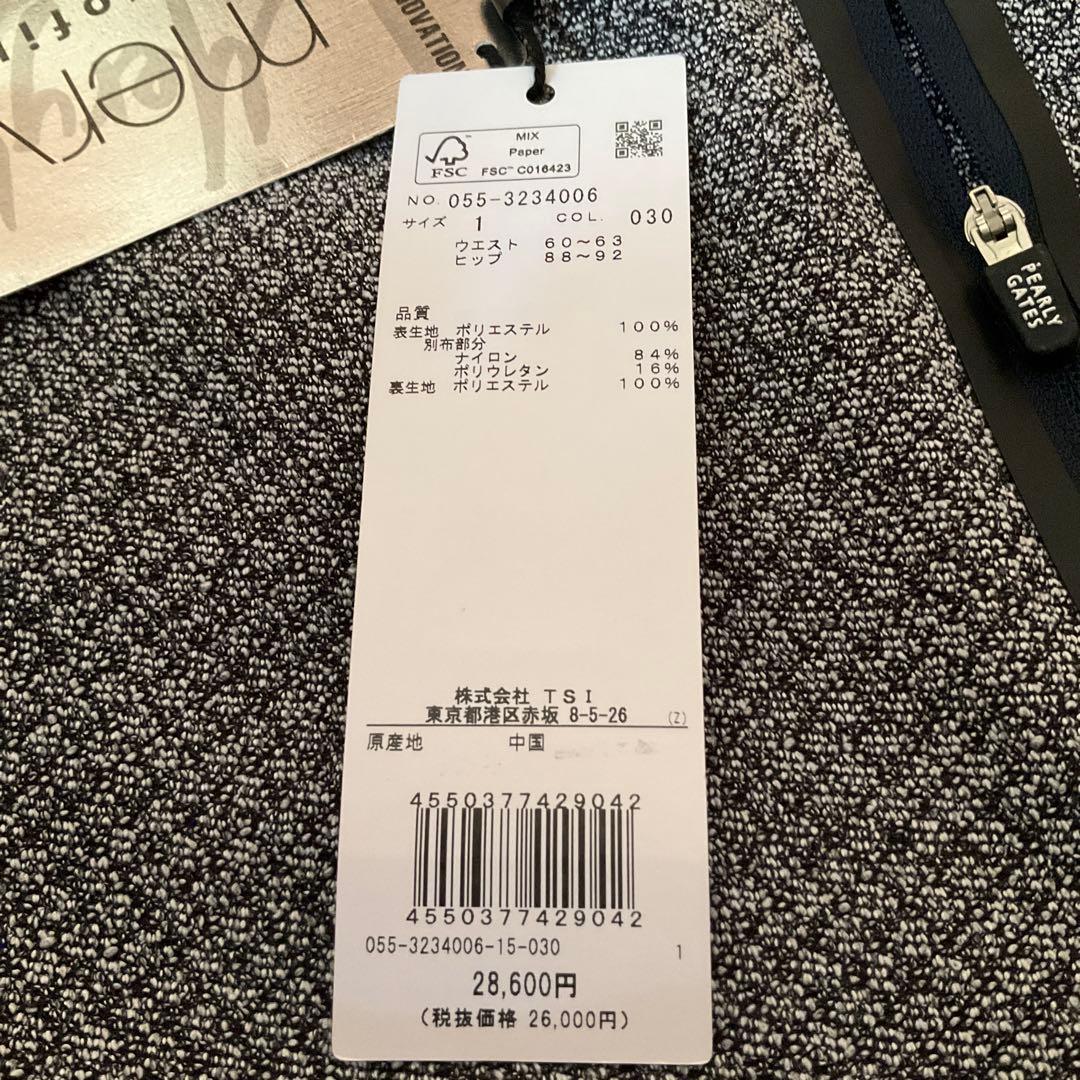 OVATION
MIX
Paper
FSC
FSC™ C016423
NO. 055-3234006
サイズ 1 COL. 030
ウエスト 60〜63
ヒップ 88〜92
品質
表生地 ポリエステル 100%
別布部分
ナイロン 84%
ポリウレタン 16%
裏生地 ポリエステル 100%
株式会社 TSI
東京都港区赤坂 8-5-26 (Z)
原産地 中国
4550377429042
4550377429042
055-3234006-15-030 1
28,600円
(税抜価格 26,000円)
PEARLY
GATES